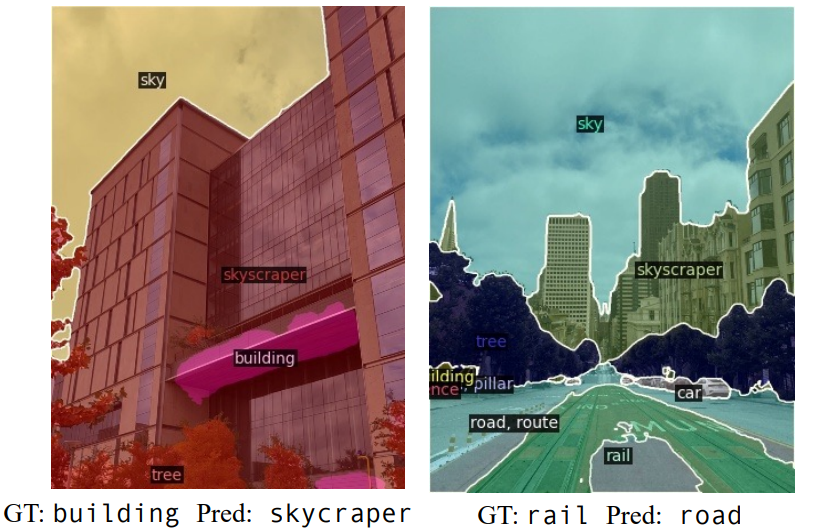 sky
skyscraper
building
tree
sky
skyscraper
tree
ilding
nce, pillar
car
road, route
rail
GT: building Pred: skycraper
GT: rail Pred: road